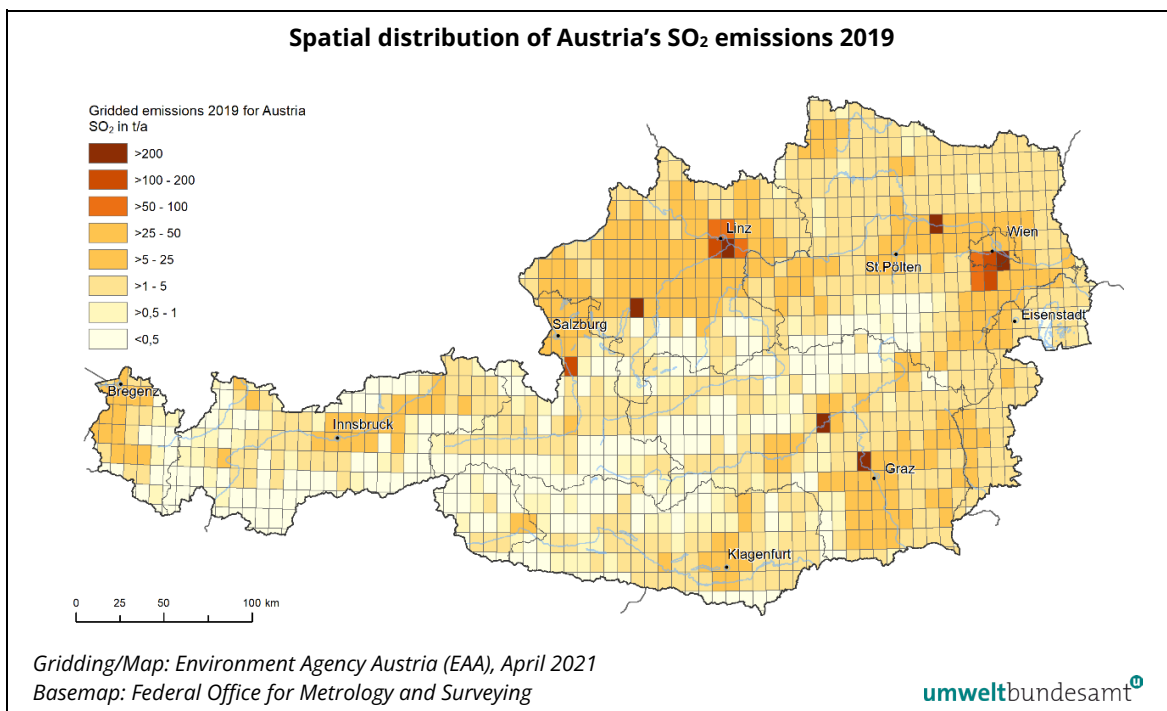 Spatial distribution of Austria's SO₂ emissions 2019
Gridded emissions 2019 for Austria
SO₂ in t/a
>200
>100 - 200
>50 - 100
>25 - 50
>5 - 25
>1 - 5
>0,5 - 1
<0,5
Linz
Wien
St.Pölten
Eisenstadt
Salzburg
Bregenz
Innsbruck
Graz
Klagenfurt
0 25 50 100 km
Gridding/Map: Environment Agency Austria (EAA), April 2021
Basemap: Federal Office for Metrology and Surveying
umweltbundesamt u